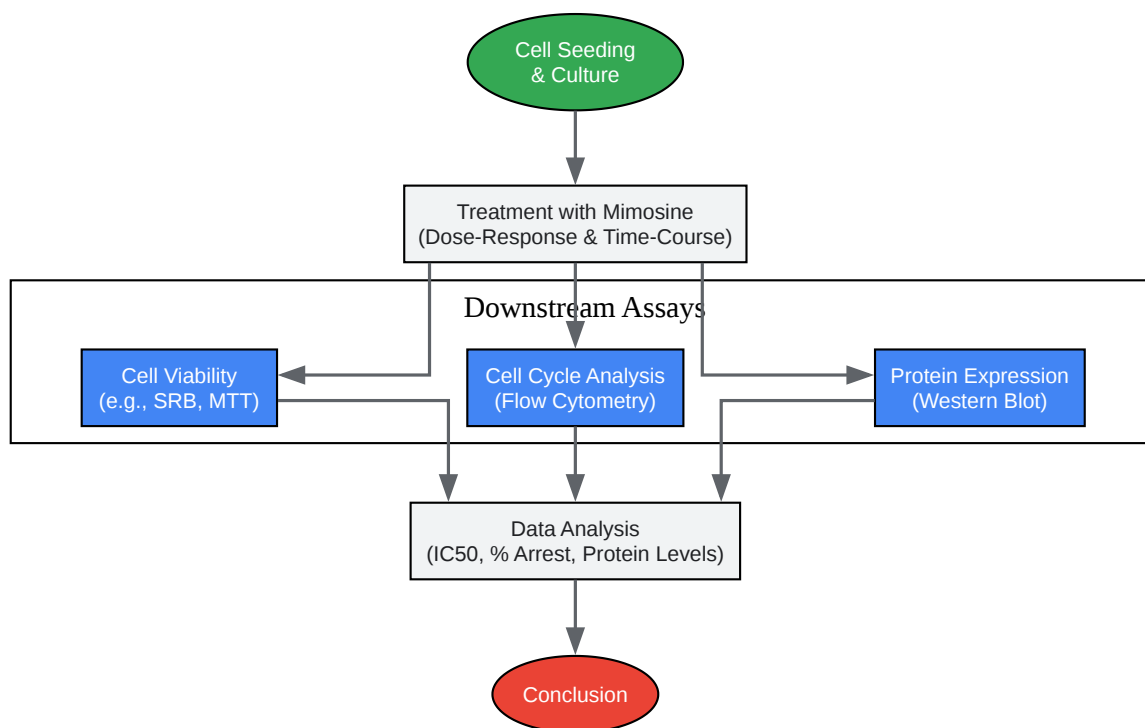 Cell Seeding
& Culture
Treatment with Mimosine
(Dose-Response & Time-Course)
Downstream Assays
Cell Viability
(e.g., SRB, MTT)
Cell Cycle Analysis
(Flow Cytometry)
Protein Expression
(Western Blot)
Data Analysis
(IC50, % Arrest, Protein Levels)
Conclusion